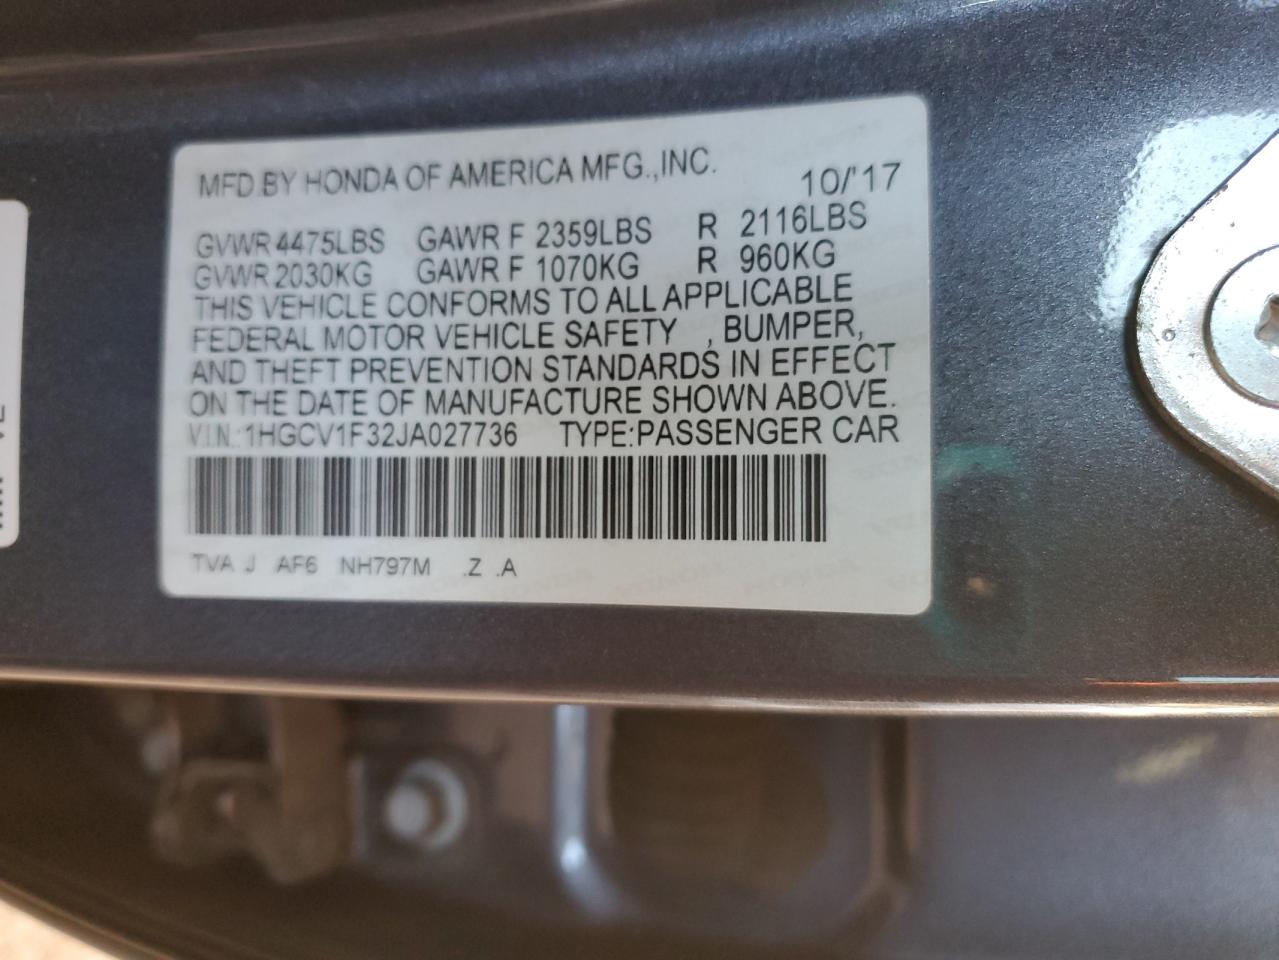 MFD.BY HONDA OF AMERICA MFG.,INC. 10/'17
GVWR 4475LBS GAWR F 2359LBS R 2116LBS
GVWR 2030KG GAWR F 1070KG R 960KG
THIS VEHICLE CONFORMS TO ALL APPLICABLE
FEDERAL MOTOR VEHICLE SAFETY , BUMPER,
AND THEFT PREVENTION STANDARDS IN EFFECT
ON THE DATE OF MANUFACTURE SHOWN ABOVE.
V.I.N.:1HGCV1F32JA027736 TYPE:PASSENGER CAR
TVA J AF6 NH797M .Z .A